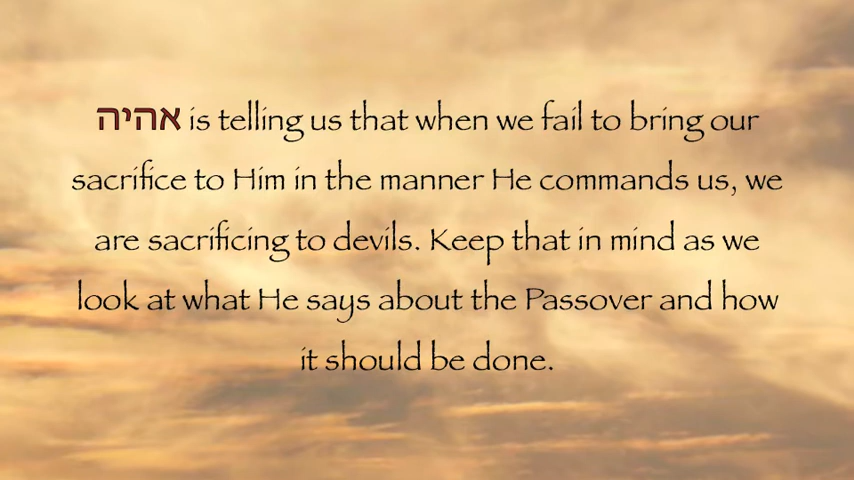 אהיה is telling us that when we fail to bring our
sacrifice to Him in the manner He commands us, we
are sacrificing to devils. Keep that in mind as we
look at what He says about the Passover and how
it should be done.